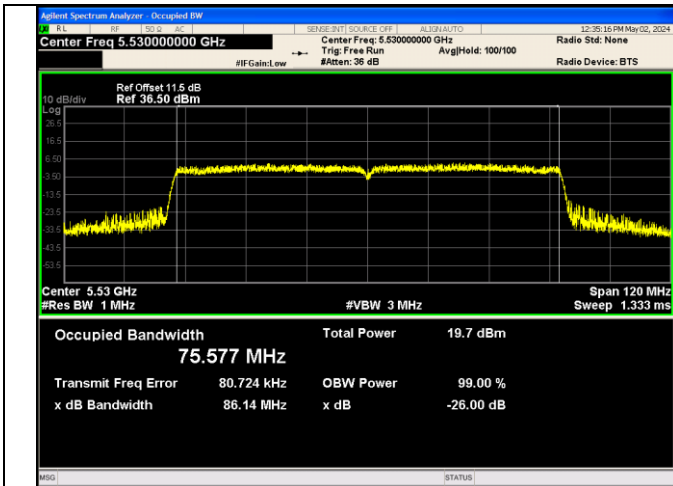 Agilent Spectrum Analyzer - Occupied BW
RL RF 50 Ω AC SENSE:INT SOURCE OFF ALIGN AUTO 12:35:16 PM May 02, 2024
Center Freq 5.530000000 GHz Center Freq: 5.530000000 GHz Radio Std: None
Trig: Free Run Avg|Hold: 100/100
#IFGain:Low #Atten: 36 dB Radio Device: BTS
Ref Offset 11.5 dB
10 dB/div Ref 36.50 dBm
Log
26.5
16.5
6.50
-3.50
-13.5
-23.5
-33.5
-43.5
-53.5
Center 5.53 GHz Span 120 MHz
#Res BW 1 MHz #VBW 3 MHz Sweep 1.333 ms
Occupied Bandwidth Total Power 19.7 dBm
75.577 MHz
Transmit Freq Error 80.724 kHz OBW Power 99.00 %
x dB Bandwidth 86.14 MHz x dB -26.00 dB
MSG STATUS